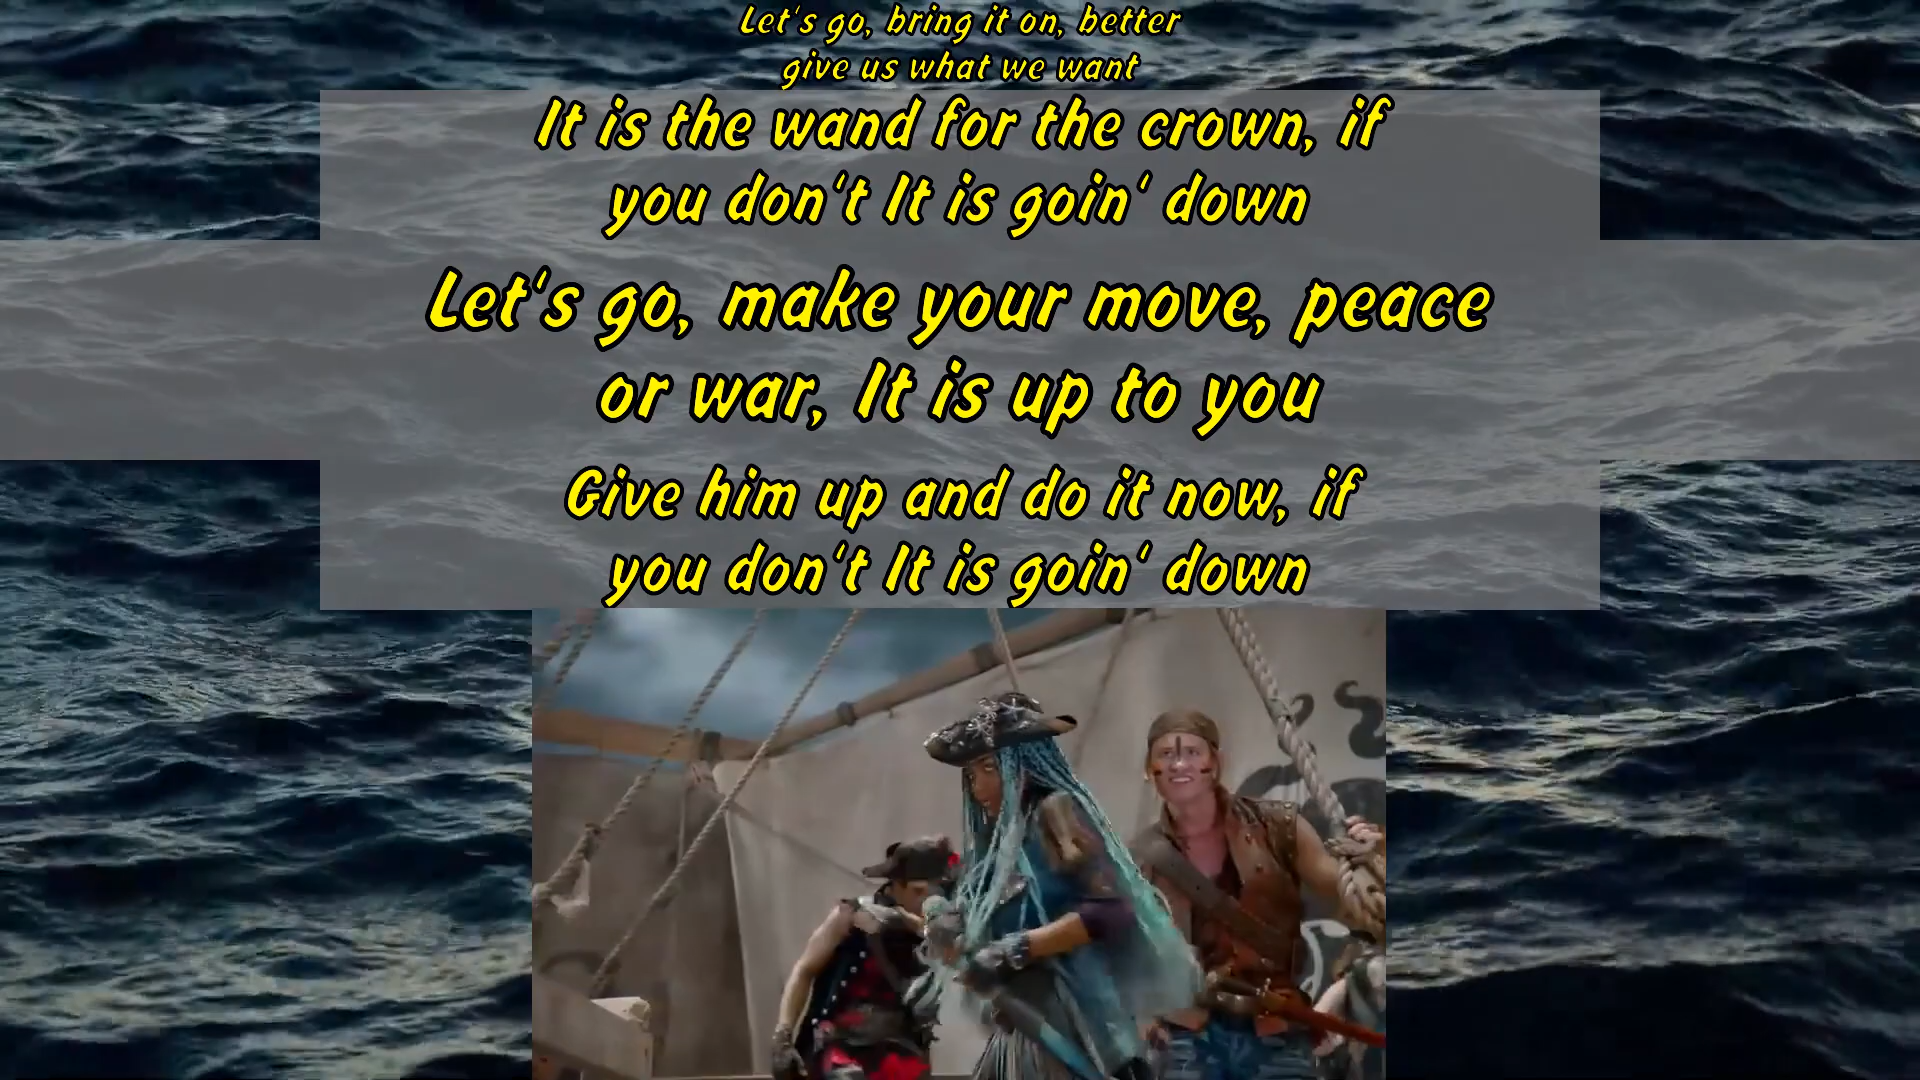 Let's go, bring it on, better
give us what we want
It is the wand for the crown, if
you don't It is goin' down
Let's go, make your move, peace
or war, It is up to you
Give him up and do it now, if
you don't It is goin' down